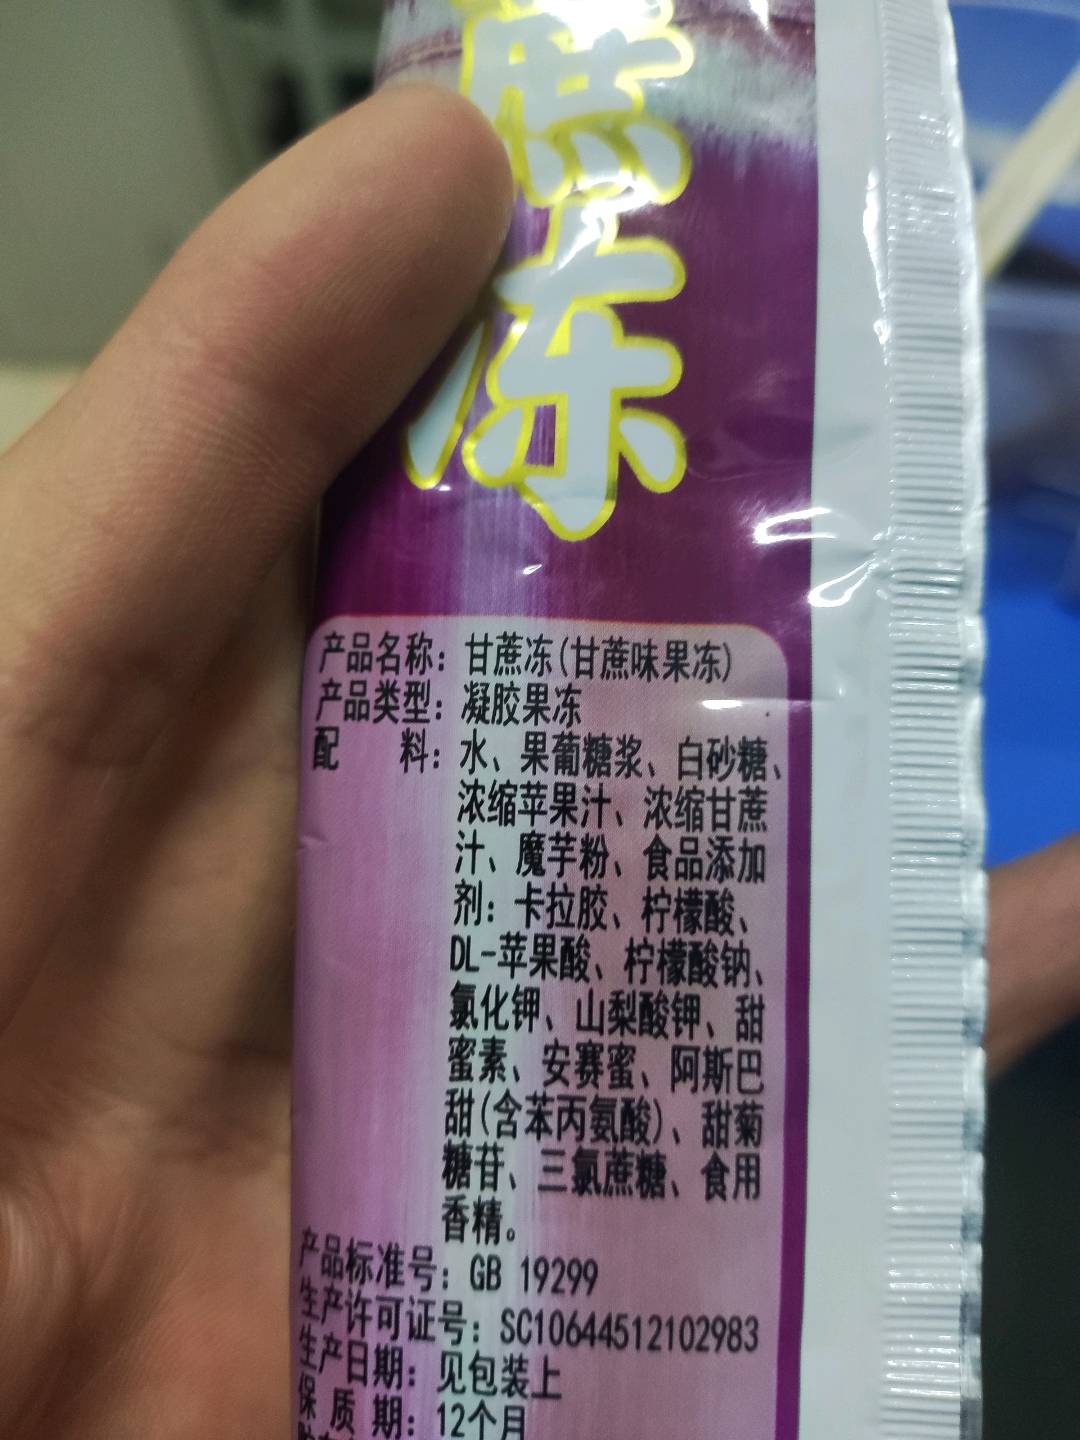 蔗
冻
产品名称：甘蔗冻(甘蔗味果冻)
产品类型：凝胶果冻
配料：水、果葡糖浆、白砂糖、
浓缩苹果汁、浓缩甘蔗
汁、魔芋粉、食品添加
剂：卡拉胶、柠檬酸、
DL-苹果酸、柠檬酸钠、
氯化钾、山梨酸钾、甜
蜜素、安赛蜜、阿斯巴
甜(含苯丙氨酸)、甜菊
糖苷、三氯蔗糖、食用
香精。
产品标准号：GB 19299
生产许可证号：SC10644512102983
生产日期：见包装上
保质期：12个月